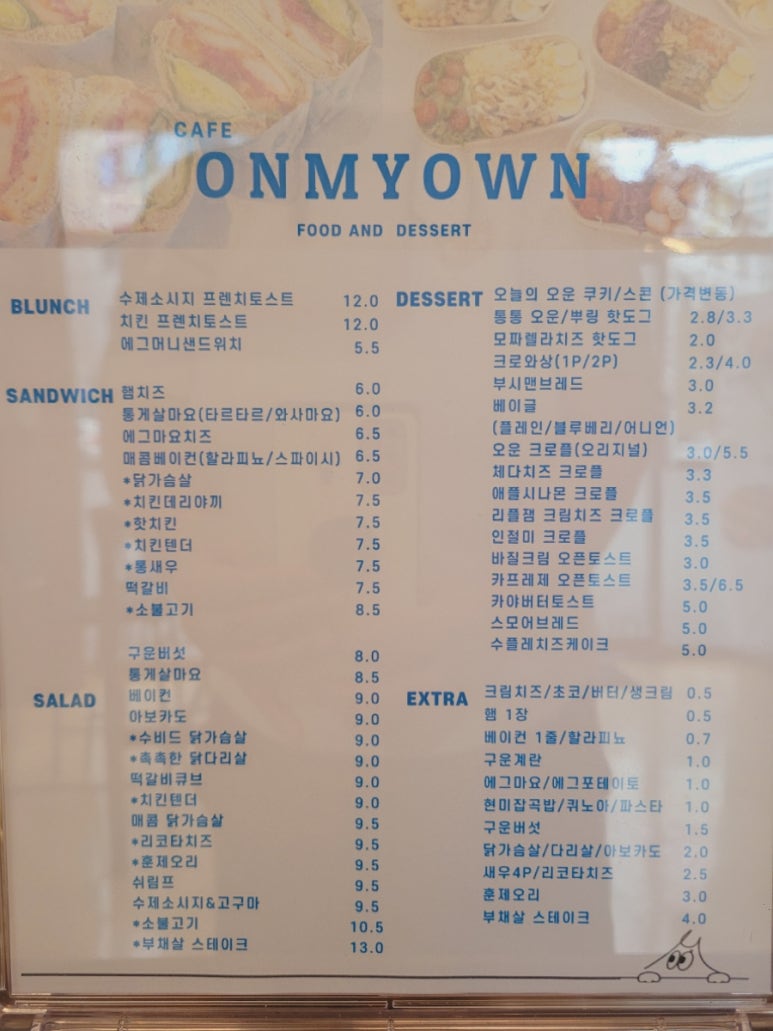 CAFE
ONMYOWN
FOOD AND DESSERT
BLUNCH
수제소시지 프렌치토스트 12.0
치킨 프렌치토스트 12.0
에그머니샌드위치 5.5
SANDWICH
햄치즈 6.0
통게살마요(타르타르/와사마요) 6.0
에그마요치즈 6.5
매콤베이컨(할라피뇨/스파이시) 6.5
*닭가슴살 7.0
*치킨데리야끼 7.5
*핫치킨 7.5
*치킨텐더 7.5
*통새우 7.5
떡갈비 7.5
*소불고기 8.5
SALAD
구운버섯 8.0
통게살마요 8.5
베이컨 9.0
아보카도 9.0
*수비드 닭가슴살 9.0
*촉촉한 닭다리살 9.0
떡갈비큐브 9.0
*치킨텐더 9.0
매콤 닭가슴살 9.5
*리코타치즈 9.5
*훈제오리 9.5
쉬림프 9.5
수제소시지&고구마 9.5
*소불고기 10.5
*부채살 스테이크 13.0
DESSERT
오늘의 오운 쿠키/스콘 (가격변동)
통통 오운/뿌링 핫도그 2.8/3.3
모짜렐라치즈 핫도그 2.0
크로와상(1P/2P) 2.3/4.0
부시맨브레드 3.0
베이글 3.2
(플레인/블루베리/어니언)
오운 크로플(오리지널) 3.0/5.5
체다치즈 크로플 3.3
애플시나몬 크로플 3.5
리플잼 크림치즈 크로플 3.5
인절미 크로플 3.5
바질크림 오픈토스트 3.0
카프레제 오픈토스트 3.5/6.5
카야버터토스트 5.0
스모어브레드 5.0
수플레치즈케이크 5.0
EXTRA
크림치즈/초코/버터/생크림 0.5
햄 1장 0.5
베이컨 1줄/할라피뇨 0.7
구운계란 1.0
에그마요/에그포테이토 1.0
현미잡곡밥/퀴노아/파스타 1.0
구운버섯 1.5
닭가슴살/다리살/아보카도 2.0
새우4P/리코타치즈 2.5
훈제오리 3.0
부채살 스테이크 4.0